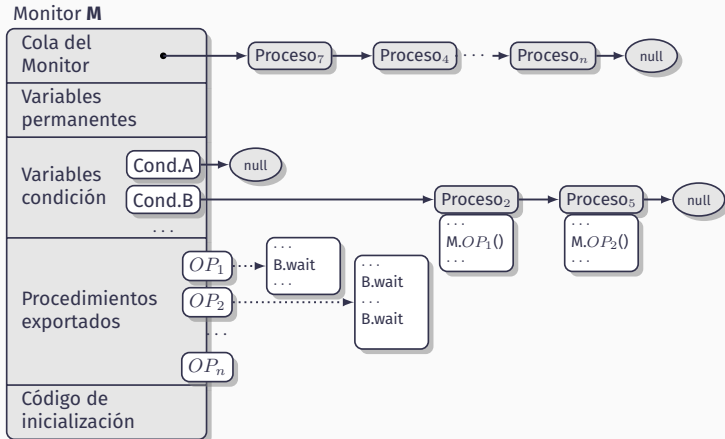 Monitor M
Cola del
Monitor
Proceso₇
Proceso₄
...
Procesoₙ
null
Variables
permanentes
Variables
condición
Cond.A
null
Cond.B
...
Proceso₂
...
M.OP₁()
...
Proceso₅
...
M.OP₂()
...
null
Procedimientos
exportados
OP₁
...
B.wait
...
OP₂
...
B.wait
...
B.wait
...
OPₙ
Código de
inicialización